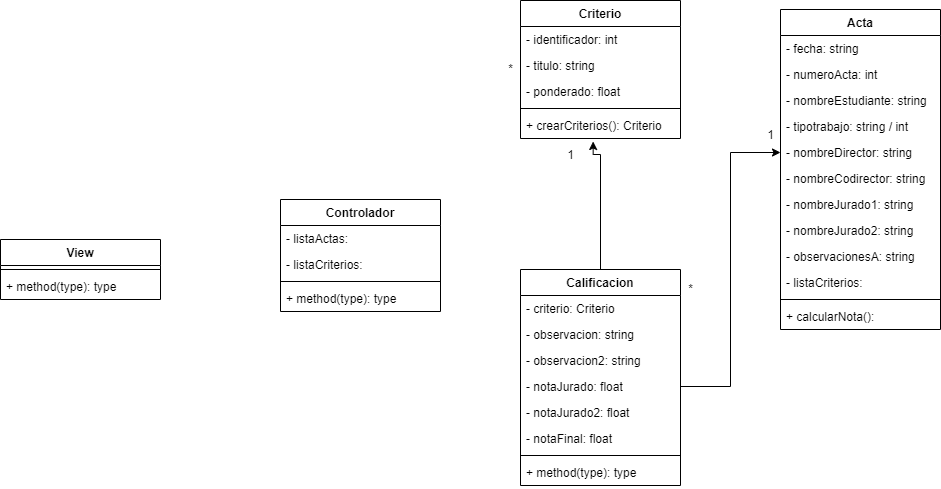 View
+ method(type): type
Controlador
- listaActas:
- listaCriterios:
+ method(type): type
Criterio
- identificador: int
- titulo: string
- ponderado: float
+ crearCriterios(): Criterio
*
1
Calificacion
- criterio: Criterio
- observacion: string
- observacion2: string
- notaJurado: float
- notaJurado2: float
- notaFinal: float
+ method(type): type
*
1
Acta
- fecha: string
- numeroActa: int
- nombreEstudiante: string
- tipotrabajo: string / int
- nombreDirector: string
- nombreCodirector: string
- nombreJurado1: string
- nombreJurado2: string
- observacionesA: string
- listaCriterios:
+ calcularNota():